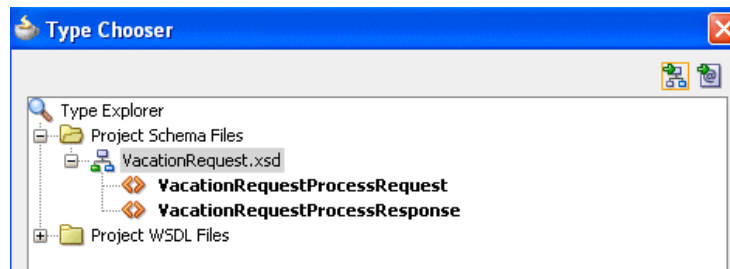 Type Chooser
Type Explorer
Project Schema Files
VacationRequest.xsd
VacationRequestProcessRequest
VacationRequestProcessResponse
Project WSDL Files